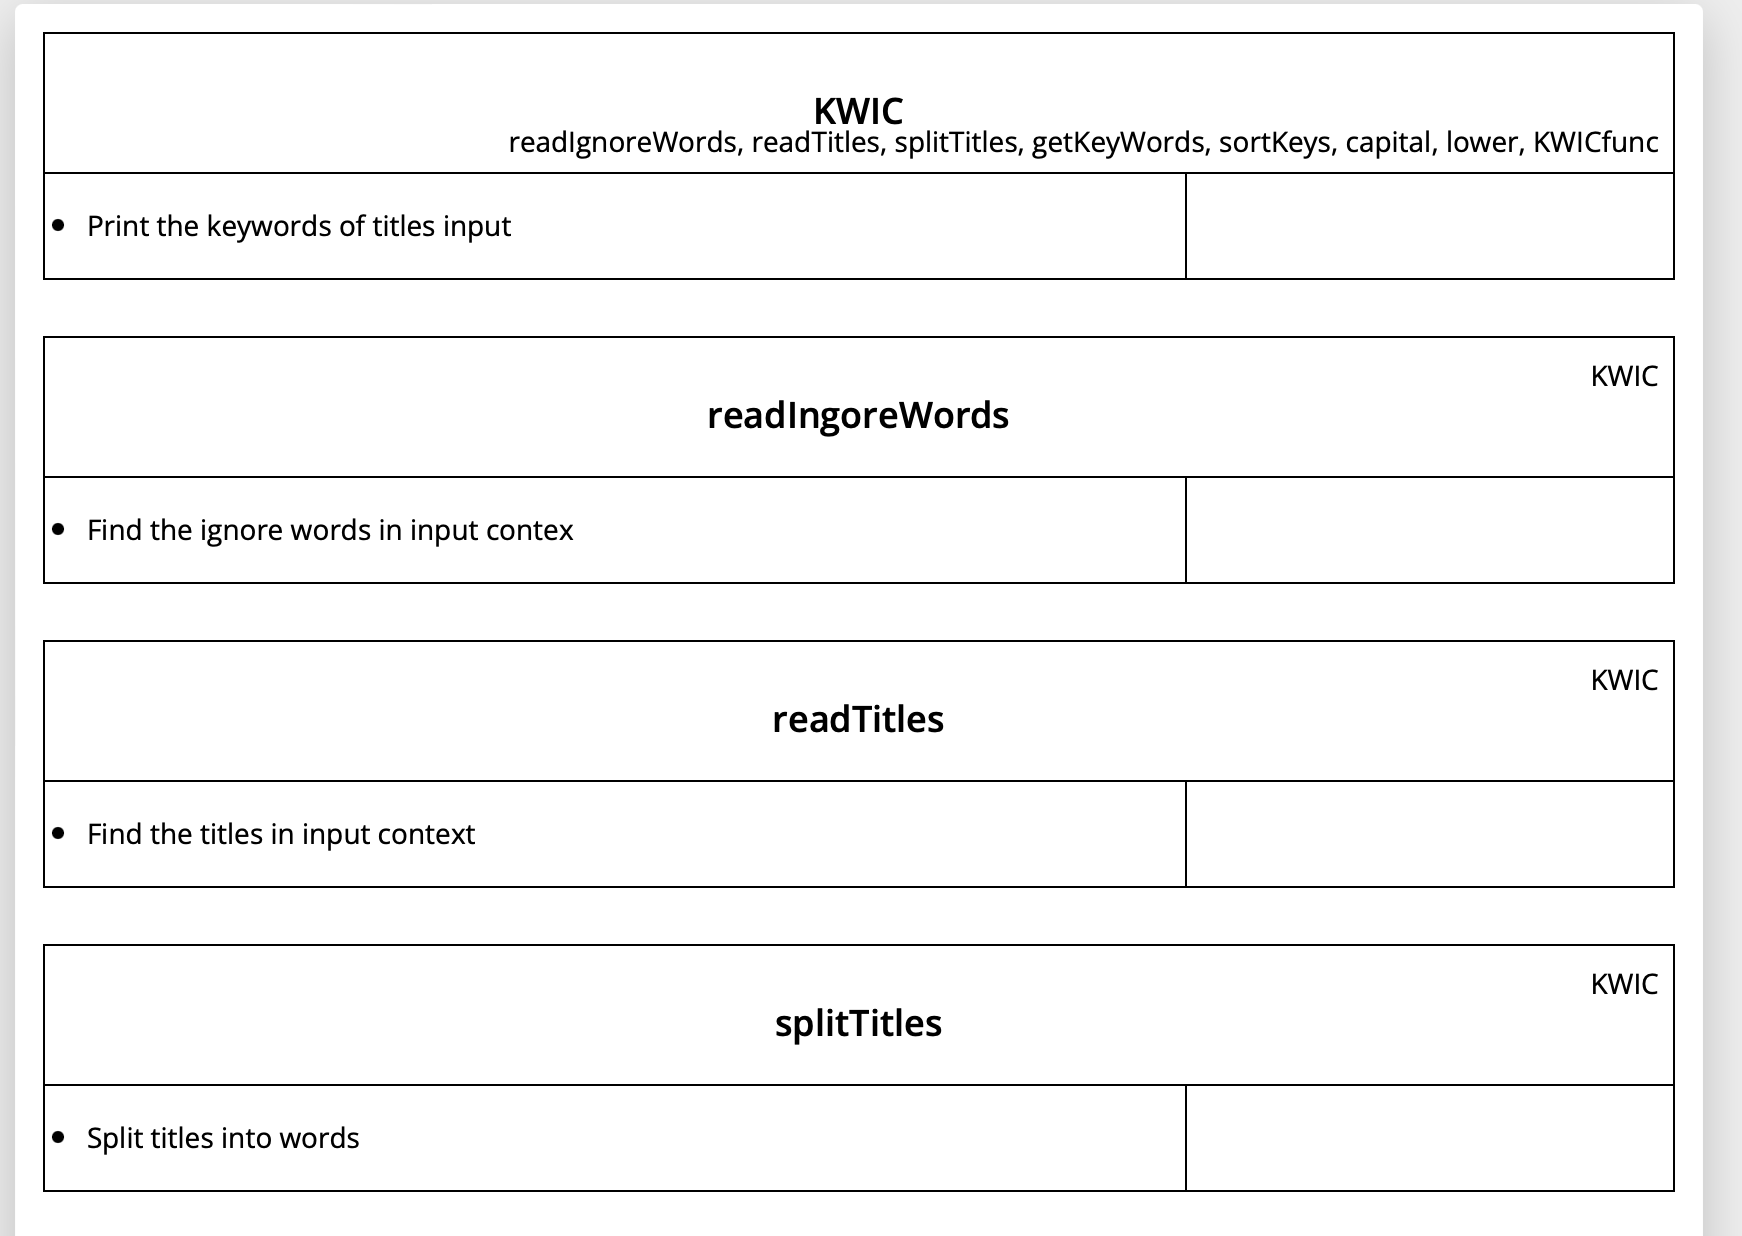 KWIC
readIgnoreWords, readTitles, splitTitles, getKeyWords, sortKeys, capital, lower, KWICfunc
• Print the keywords of titles input
KWIC
readIngoreWords
• Find the ignore words in input contex
KWIC
readTitles
• Find the titles in input context
KWIC
splitTitles
• Split titles into words